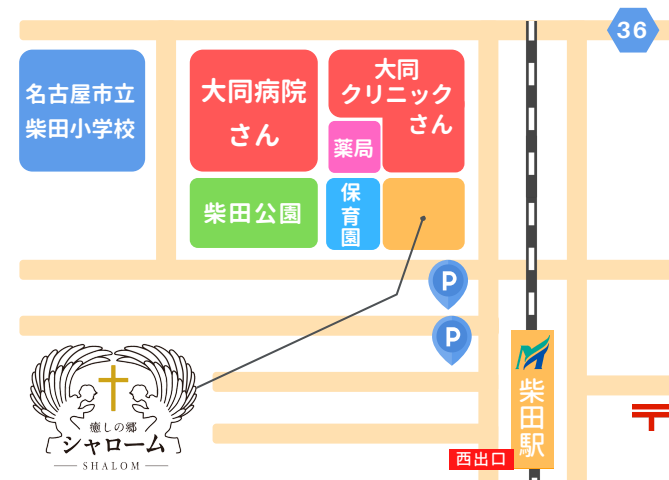 36
名古屋市立
柴田小学校
大同病院
さん
大同
クリニック
さん
薬局
柴田公園
保
育
園
P
P
柴
田
駅
西出口
癒しの郷
シャローム
SHALOM
〒